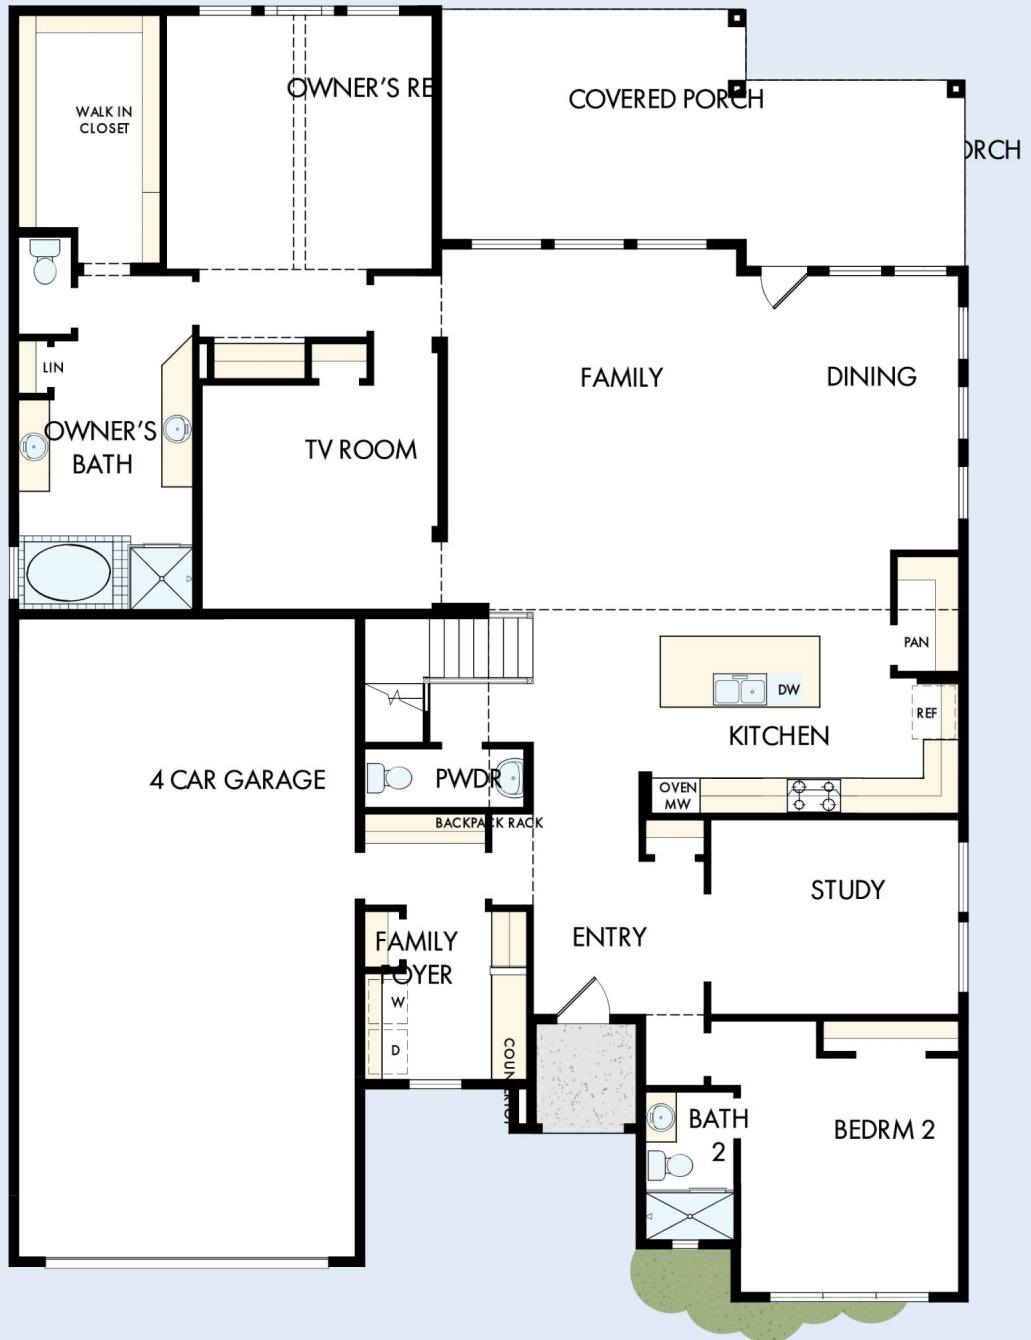 OWNER'S RE
COVERED PORCH
WALK IN
CLOSET
ORCH
LIN
FAMILY
DINING
OWNER'S
BATH
TV ROOM
PAN
DW
REF
KITCHEN
4 CAR GARAGE
PWDR
OVEN
MW
BACKPACK RACK
STUDY
ENTRY
FAMILY
FOYER
W
D
BATH
2
BEDRM 2